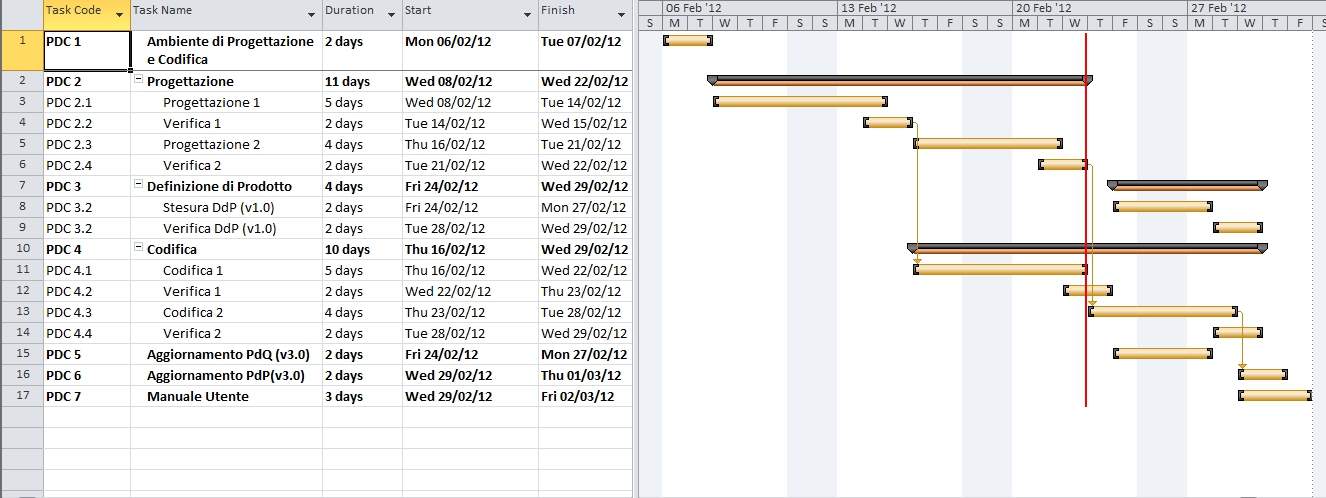 Task Code Task Name Duration Start Finish
06 Feb '12 13 Feb '12 20 Feb '12 27 Feb '12
S M T W T F S S M T W T F S S M T W T F S S M T W T F S
1 PDC 1 Ambiente di Progettazione 2 days Mon 06/02/12 Tue 07/02/12
e Codifica
2 PDC 2 Progettazione 11 days Wed 08/02/12 Wed 22/02/12
3 PDC 2.1 Progettazione 1 5 days Wed 08/02/12 Tue 14/02/12
4 PDC 2.2 Verifica 1 2 days Tue 14/02/12 Wed 15/02/12
5 PDC 2.3 Progettazione 2 4 days Thu 16/02/12 Tue 21/02/12
6 PDC 2.4 Verifica 2 2 days Tue 21/02/12 Wed 22/02/12
7 PDC 3 Definizione di Prodotto 4 days Fri 24/02/12 Wed 29/02/12
8 PDC 3.2 Stesura DdP (v1.0) 2 days Fri 24/02/12 Mon 27/02/12
9 PDC 3.2 Verifica DdP (v1.0) 2 days Tue 28/02/12 Wed 29/02/12
10 PDC 4 Codifica 10 days Thu 16/02/12 Wed 29/02/12
11 PDC 4.1 Codifica 1 5 days Thu 16/02/12 Wed 22/02/12
12 PDC 4.2 Verifica 1 2 days Wed 22/02/12 Thu 23/02/12
13 PDC 4.3 Codifica 2 4 days Thu 23/02/12 Tue 28/02/12
14 PDC 4.4 Verifica 2 2 days Tue 28/02/12 Wed 29/02/12
15 PDC 5 Aggiornamento PdQ (v3.0) 2 days Fri 24/02/12 Mon 27/02/12
16 PDC 6 Aggiornamento PdP(v3.0) 2 days Wed 29/02/12 Thu 01/03/12
17 PDC 7 Manuale Utente 3 days Wed 29/02/12 Fri 02/03/12